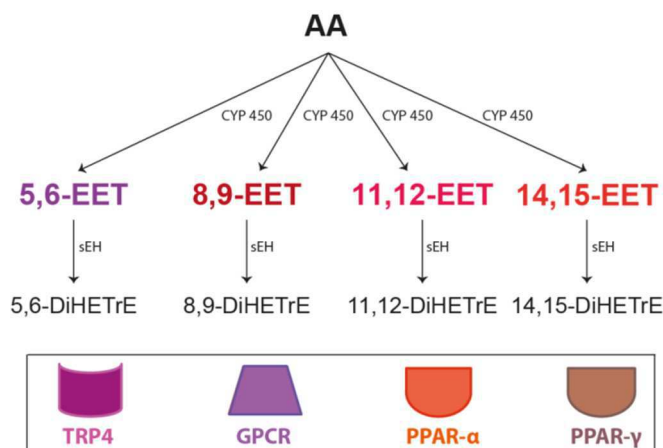 AA
CYP 450 CYP 450 CYP 450 CYP 450
5,6-EET 8,9-EET 11,12-EET 14,15-EET
sEH sEH sEH sEH
5,6-DiHETrE 8,9-DiHETrE 11,12-DiHETrE 14,15-DiHETrE
TRP4 GPCR PPAR-α PPAR-γ